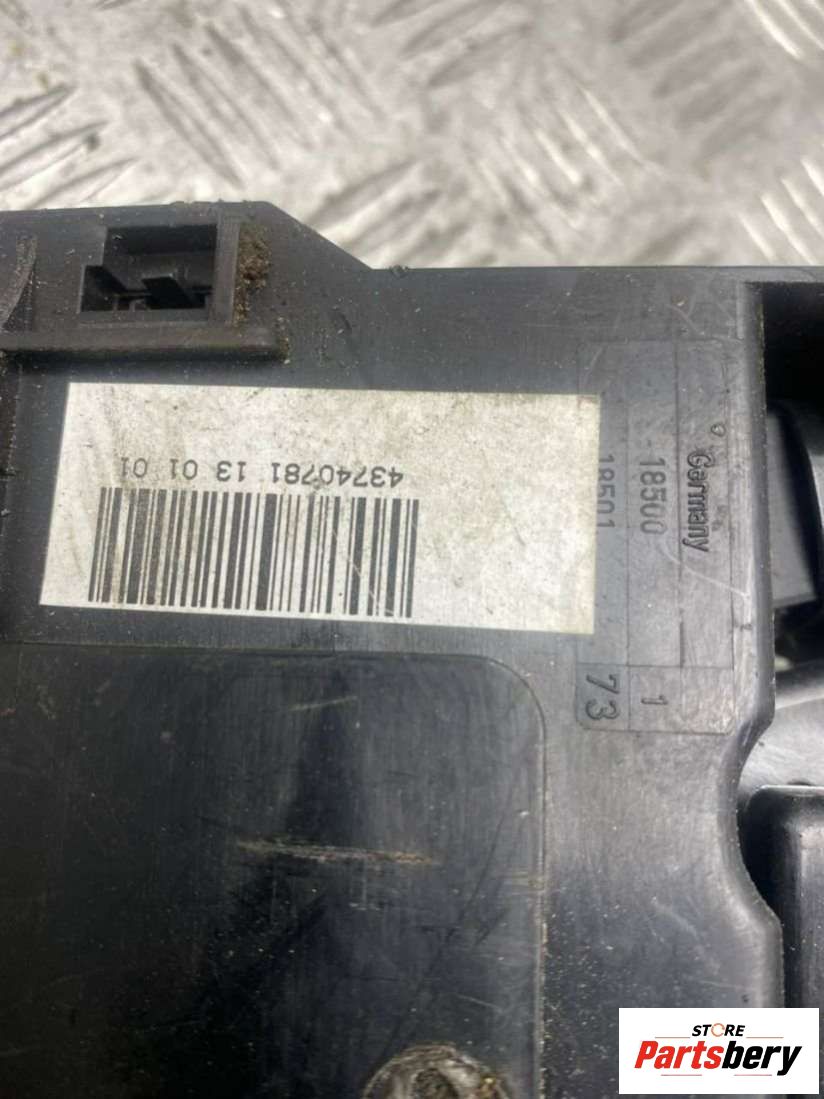 43740781 13 01 01
Germany
-18500 1
18501 73
STORE
Partsbery